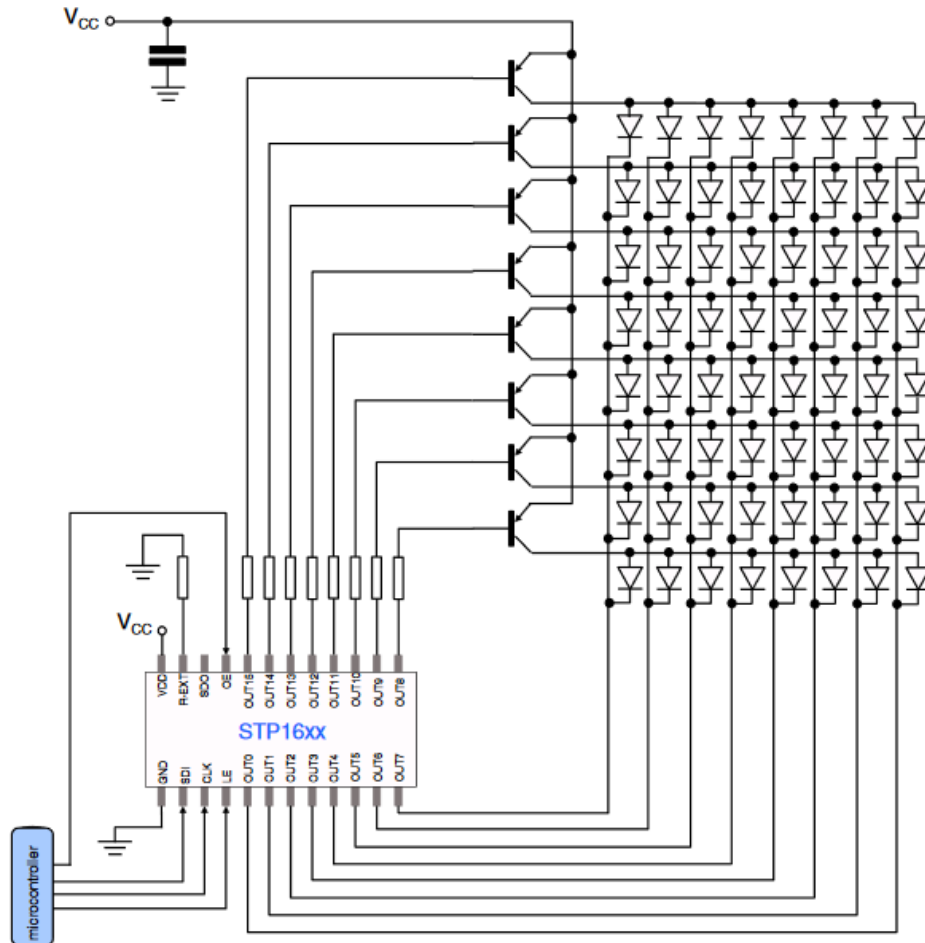 VCC
VCC
VDD
R-EXT
SDO
OE
OUT15
OUT14
OUT13
OUT12
OUT11
OUT10
OUT9
OUT8
STP16xx
GND
SDI
CLK
LE
OUT0
OUT1
OUT2
OUT3
OUT4
OUT5
OUT6
OUT7
microcontroller